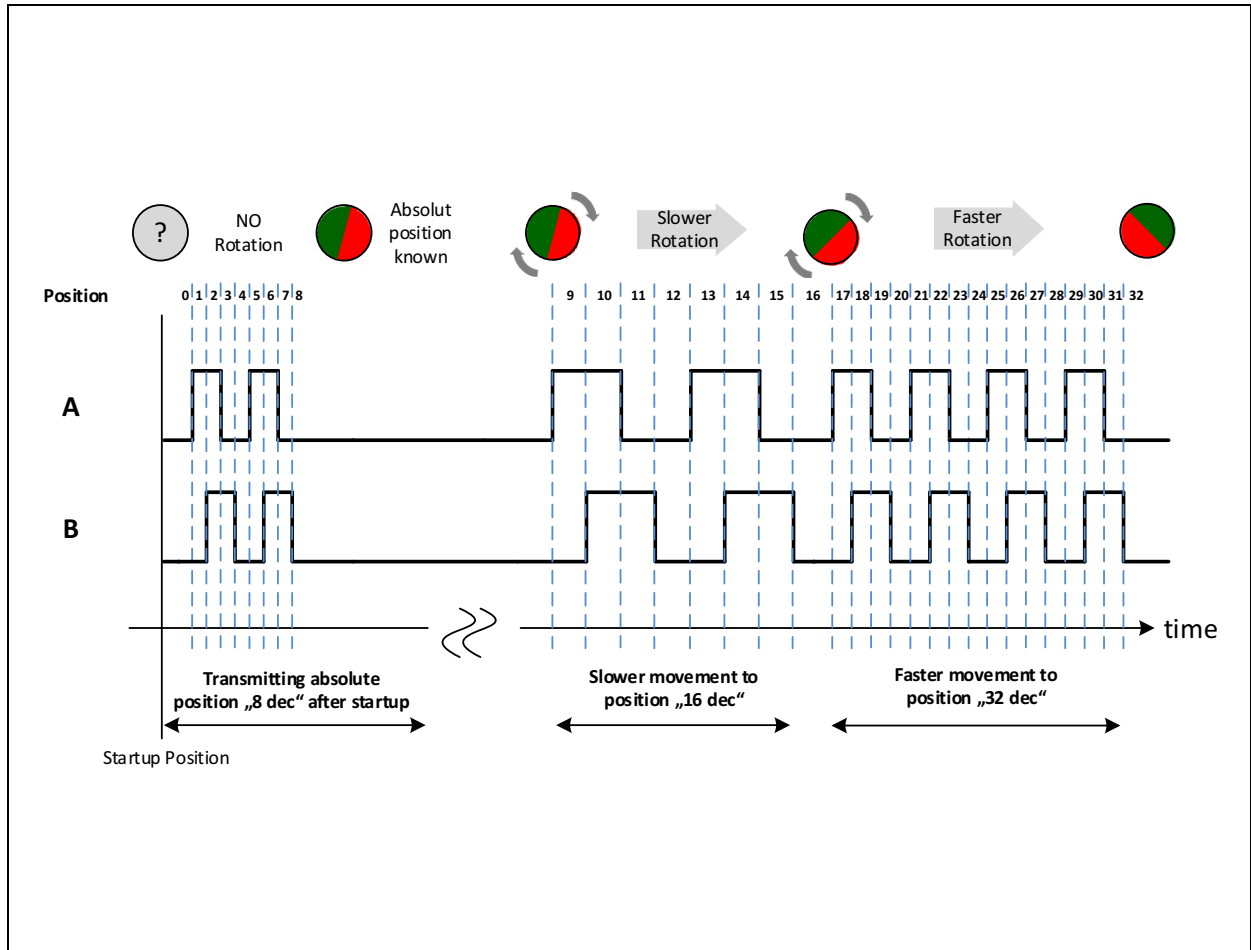 ?
NO
Rotation
Absolut
position
known
Slower
Rotation
Faster
Rotation
Position
0 1 2 3 4 5 6 7 8 9 10 11 12 13 14 15 16 17 18 19 20 21 22 23 24 25 26 27 28 29 30 31 32
A
B
time
Transmitting absolute
position „8 dec“ after startup
Slower movement to
position „16 dec“
Faster movement to
position „32 dec“
Startup Position